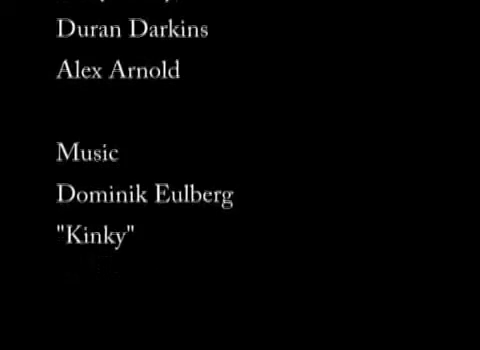 Duran Darkins
Alex Arnold
Music
Dominik Eulberg
"Kinky"